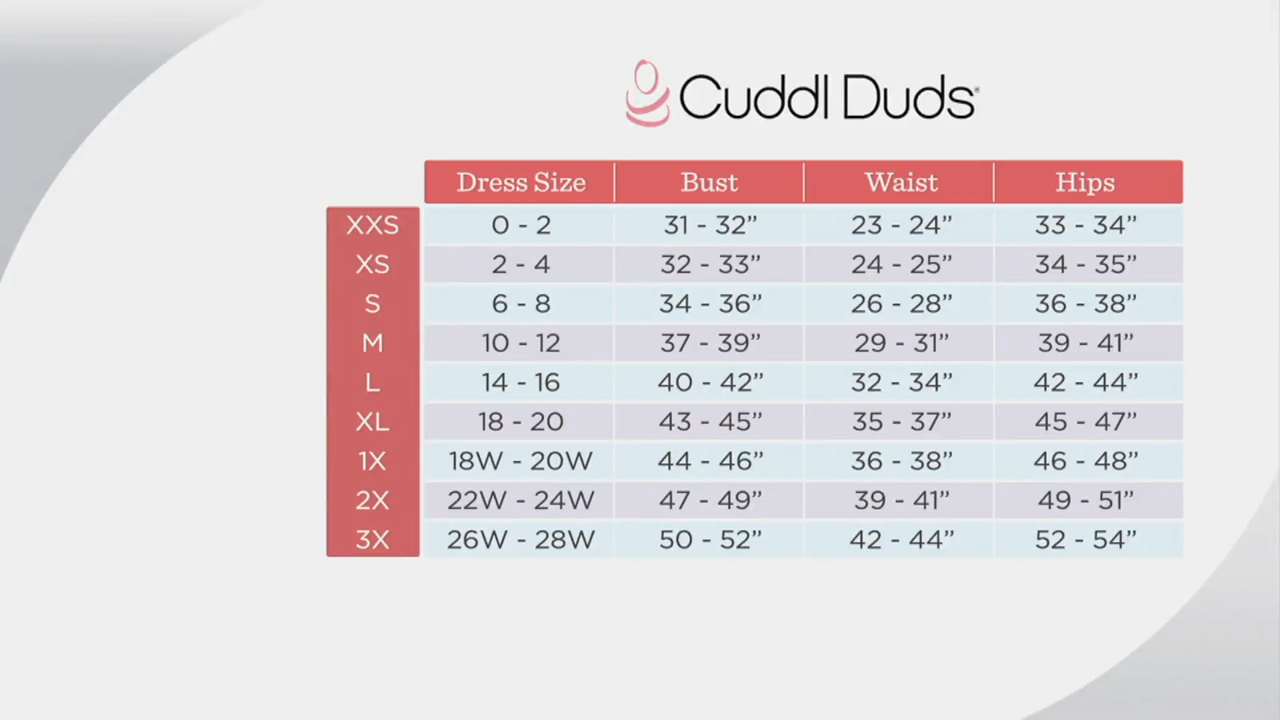 Cuddl Duds®
Dress Size Bust Waist Hips
XXS 0 - 2 31 - 32” 23 - 24” 33 - 34”
XS 2 - 4 32 - 33” 24 - 25” 34 - 35”
S 6 - 8 34 - 36” 26 - 28” 36 - 38”
M 10 - 12 37 - 39” 29 - 31” 39 - 41”
L 14 - 16 40 - 42” 32 - 34” 42 - 44”
XL 18 - 20 43 - 45” 35 - 37” 45 - 47”
1X 18W - 20W 44 - 46” 36 - 38” 46 - 48”
2X 22W - 24W 47 - 49” 39 - 41” 49 - 51”
3X 26W - 28W 50 - 52” 42 - 44” 52 - 54”